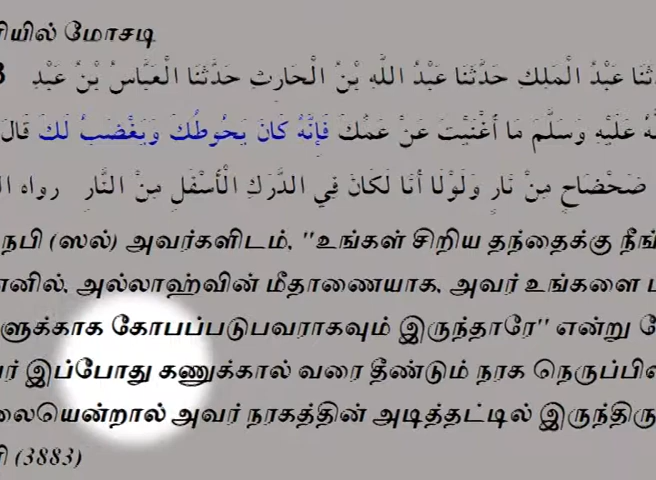 யில் மோசடி
عَبْدُ الْمَلِكِ حَدَّثَنَا عَبْدُ اللَّهِ بْنُ الْحَارِثِ حَدَّثَنَا الْعَبَّاسُ بْنُ عَبْدِ
عَلَيْهِ وَسَلَّمَ مَا أَغْنَيْتَ عَنْ عَمِّكَ فَإِنَّهُ كَانَ يَحُوطُكَ وَيَغْضَبُ لَكَ قَالَ
ضَحْضَاحٍ مِنْ نَارٍ وَلَوْلَا أَنَا لَكَانَ فِي الدَّرَكِ الْأَسْفَلِ مِنْ النَّارِ رواه
நபி (ஸல்) அவர்களிடம், "உங்கள் சிறிய தந்தைக்கு நீங்
னில், அல்லாஹ்வின் மீதாணையாக, அவர் உங்களை
ளுக்காக கோபப்படுபவராகவும் இருந்தாரே" என்று
ர் இப்போது கணுக்கால் வரை தீண்டும் நரக நெருப்பில்
லையென்றால் அவர் நரகத்தின் அடித்தட்டில் இருந்திரு
(3883)